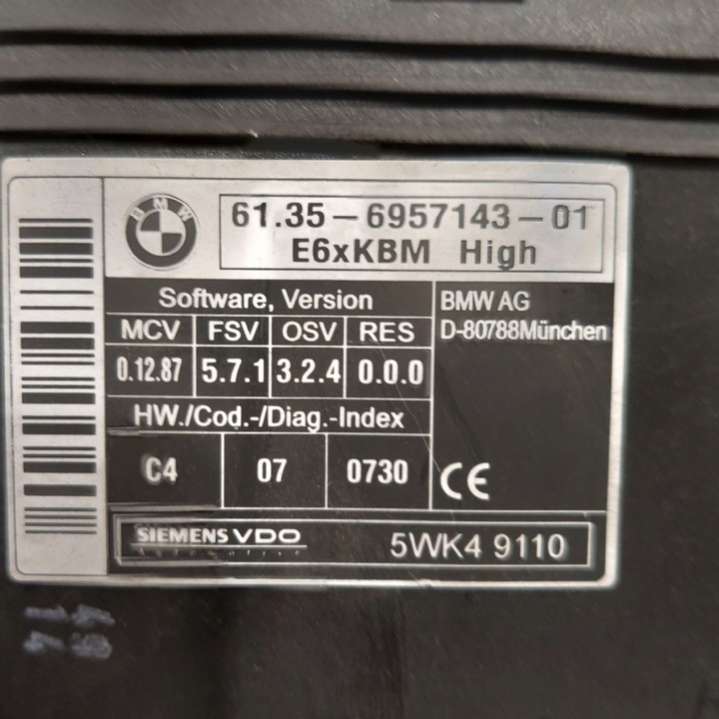 BMW
61.35-6957143-01
E6xKBM High
Software, Version
MCV FSV OSV RES
0.12.87 5.7.1 3.2.4 0.0.0
HW./Cod.-/Diag.-Index
C4 07 0730
BMW AG
D-80788München
CE
SIEMENS VDO
Automotive
5WK4 9110